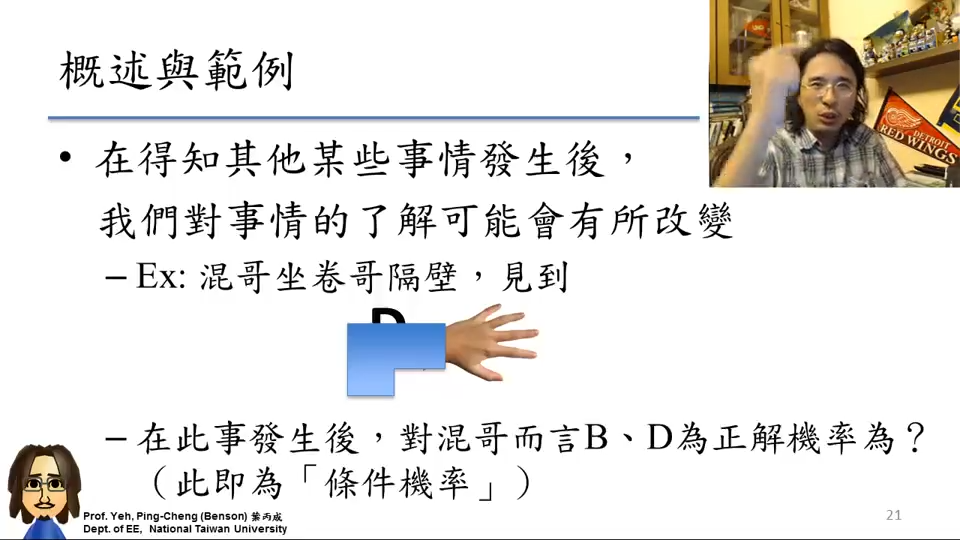 概述與範例
DETROIT
RED WINGS
• 在得知其他某些事情發生後，
我們對事情的了解可能會有所改變
– Ex: 混哥坐卷哥隔壁，見到
– 在此事發生後，對混哥而言B、D為正解機率為？
（此即為「條件機率」）
Prof. Yeh, Ping-Cheng (Benson) 葉丙成
Dept. of EE, National Taiwan University
21